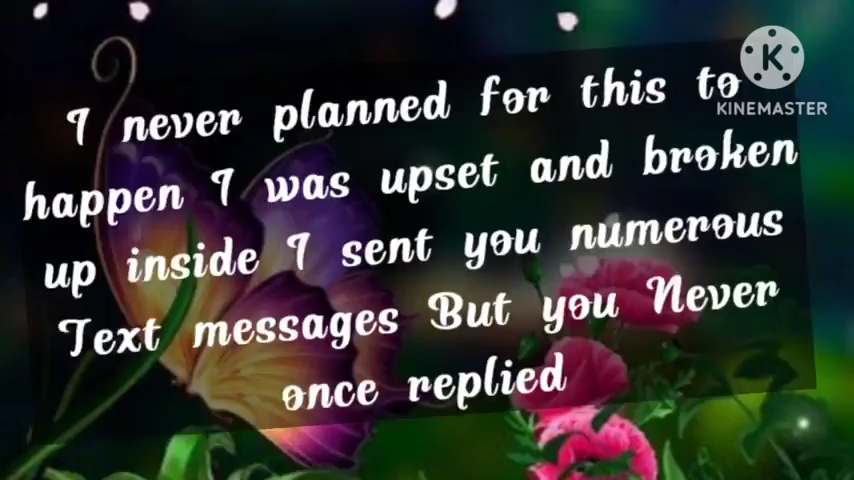 KINEMASTER
I never planned for this to
happen I was upset and broken
up inside I sent you numerous
Text messages But you Never
once replied